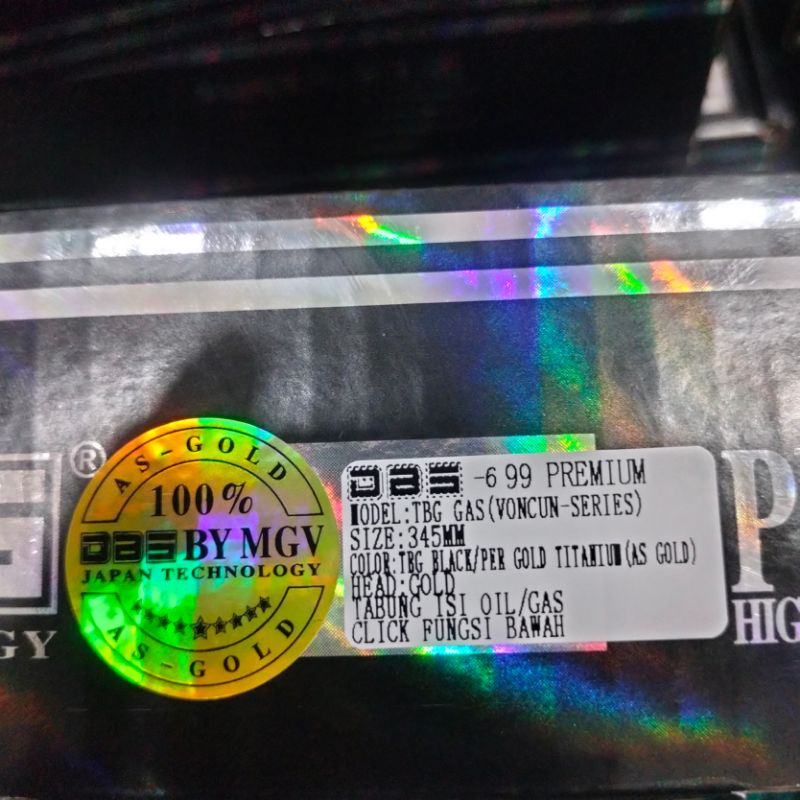 ®
GY
AS-GOLD
100%
DBS BY MGV
JAPAN TECHNOLOGY
AS-GOLD
DBS -699 PREMIUM
MODEL:TBG GAS(VONCUN-SERIES)
SIZE:345MM
COLOR:TBG BLACK/PER GOLD TITANIUM(AS GOLD)
HEAD:GOLD
TABUNG ISI OIL/GAS
CLICK FUNGSI BAWAH
P
HIG